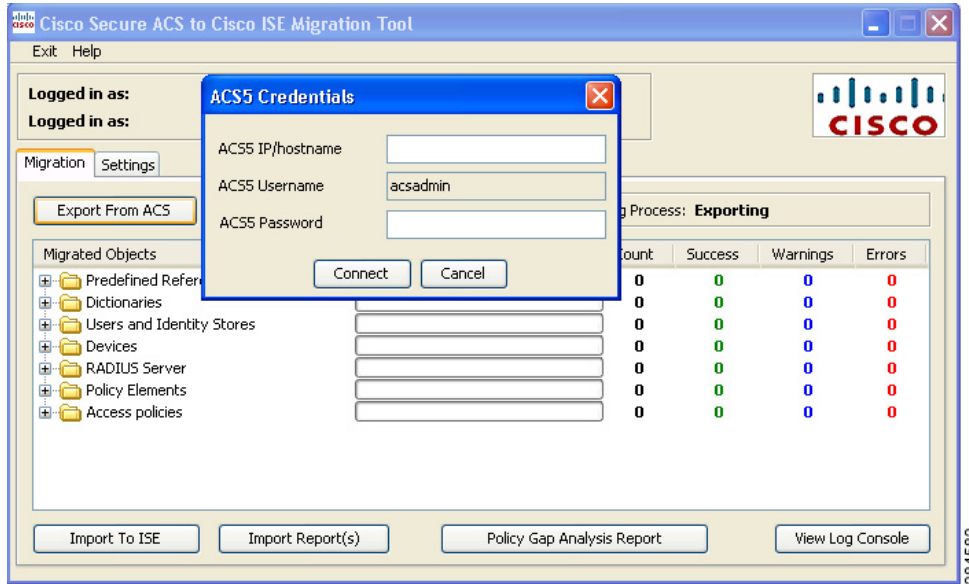 cisco Cisco Secure ACS to Cisco ISE Migration Tool
Exit Help
Logged in as:
Logged in as:
CISCO
ACS5 Credentials
ACS5 IP/hostname
ACS5 Username acsadmin
ACS5 Password
Connect Cancel
Migration Settings
Export From ACS Process: Exporting
Migrated Objects Success Warnings Errors
Predefined 0 0 0 0
Dictionaries 0 0 0 0
Users and Identity Stores 0 0 0 0
Devices 0 0 0 0
RADIUS Server 0 0 0 0
Policy Elements 0 0 0 0
Access policies 0 0 0 0
Import To ISE Import Report(s) Policy Gap Analysis Report View Log Console